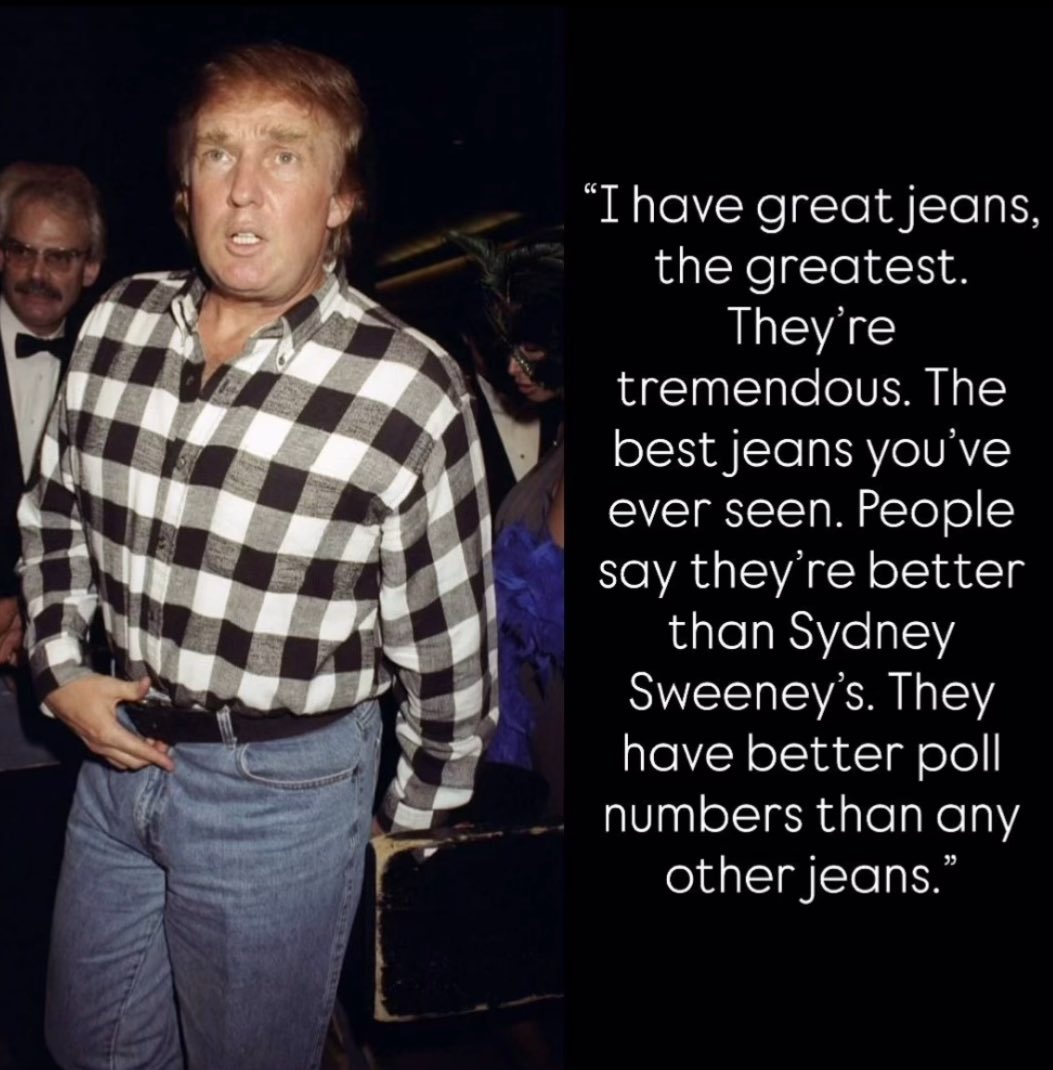 “I have great jeans,
the greatest.
They’re
tremendous. The
best jeans you’ve
ever seen. People
say they’re better
than Sydney
Sweeney’s. They
have better poll
numbers than any
other jeans.”